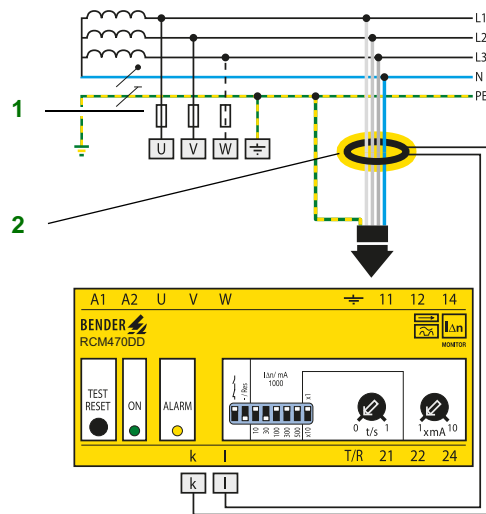 L1
L2
L3
N
PE
1
U V W
2
A1 A2 U V W 11 12 14
BENDER
RCM470DD
IΔn
MONITOR
TEST
RESET
ON
ALARM
- / Res
IΔn/ mA
1000
10 30 100 300 500 x10 x1
0 t/s 1
1 xmA 10
k l T/R 21 22 24
k l